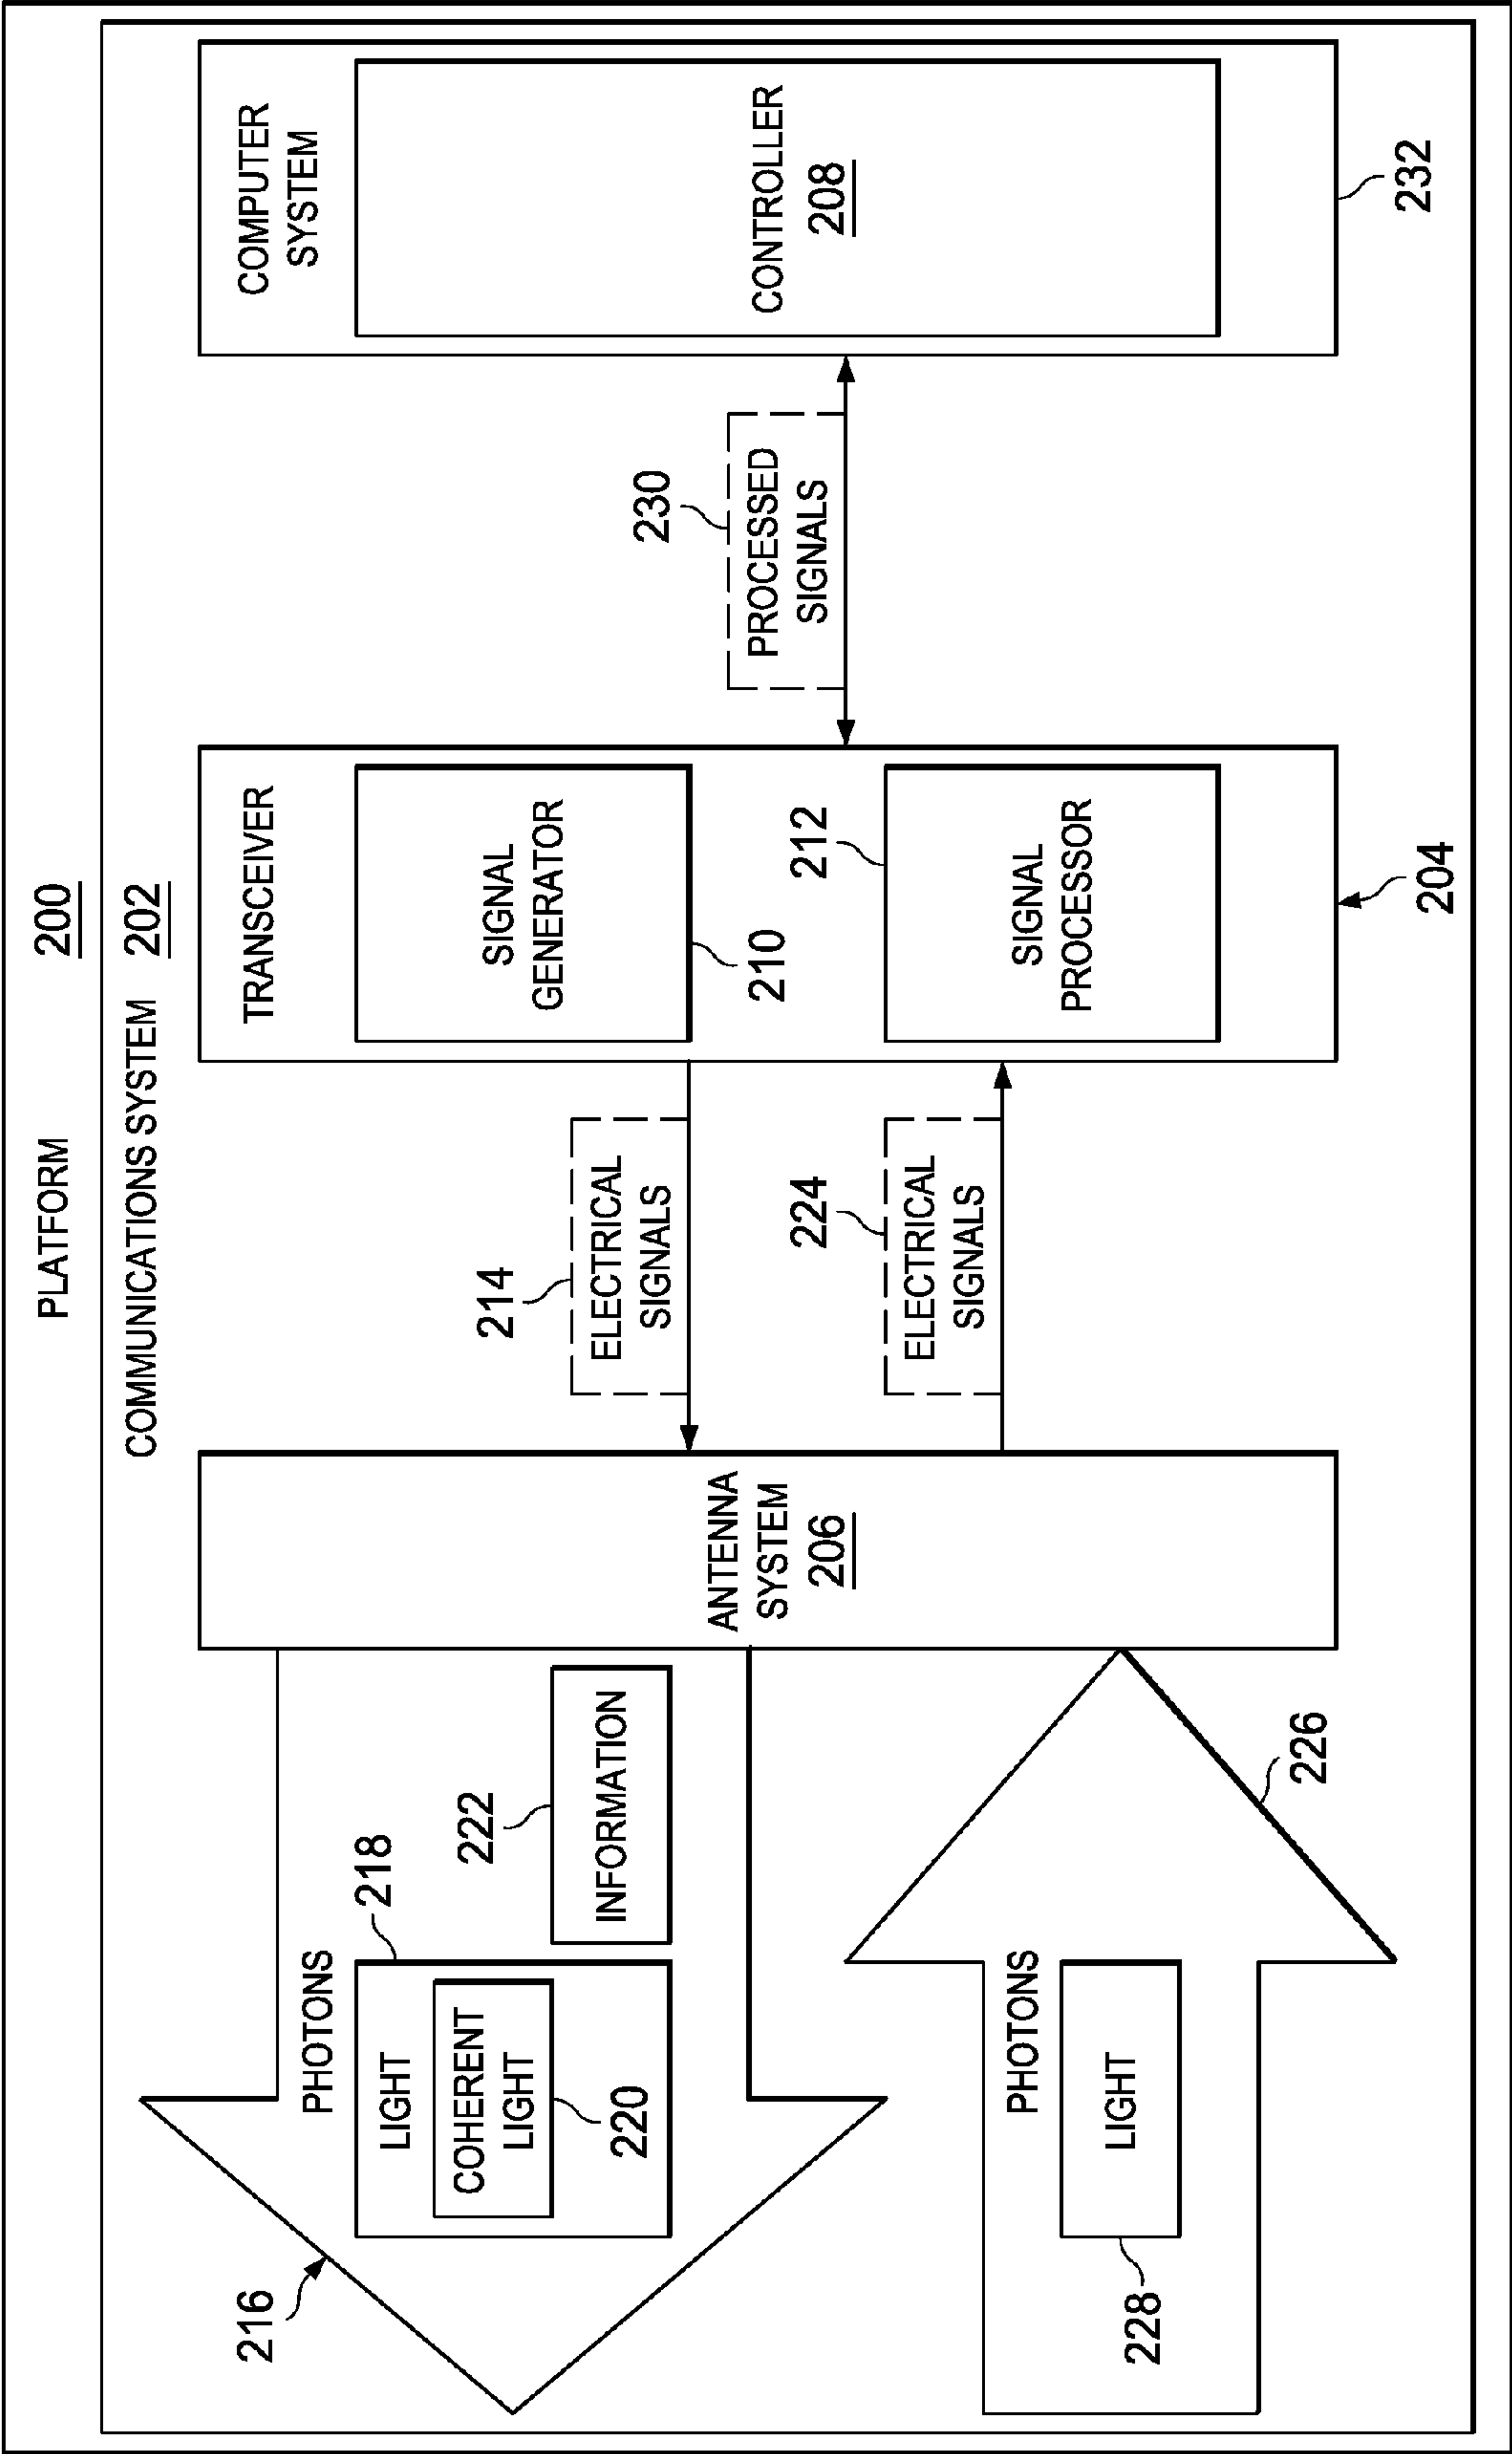 PLATFORM 200
COMMUNICATIONS SYSTEM 202
216
PHOTONS
218
LIGHT
COHERENT
LIGHT
220
222
INFORMATION
PHOTONS
LIGHT
228
226
ANTENNA
SYSTEM
206
214
ELECTRICAL
SIGNALS
224
ELECTRICAL
SIGNALS
TRANSCEIVER
SIGNAL
GENERATOR
210
212
SIGNAL
PROCESSOR
204
230
PROCESSED
SIGNALS
COMPUTER
SYSTEM
CONTROLLER
208
232